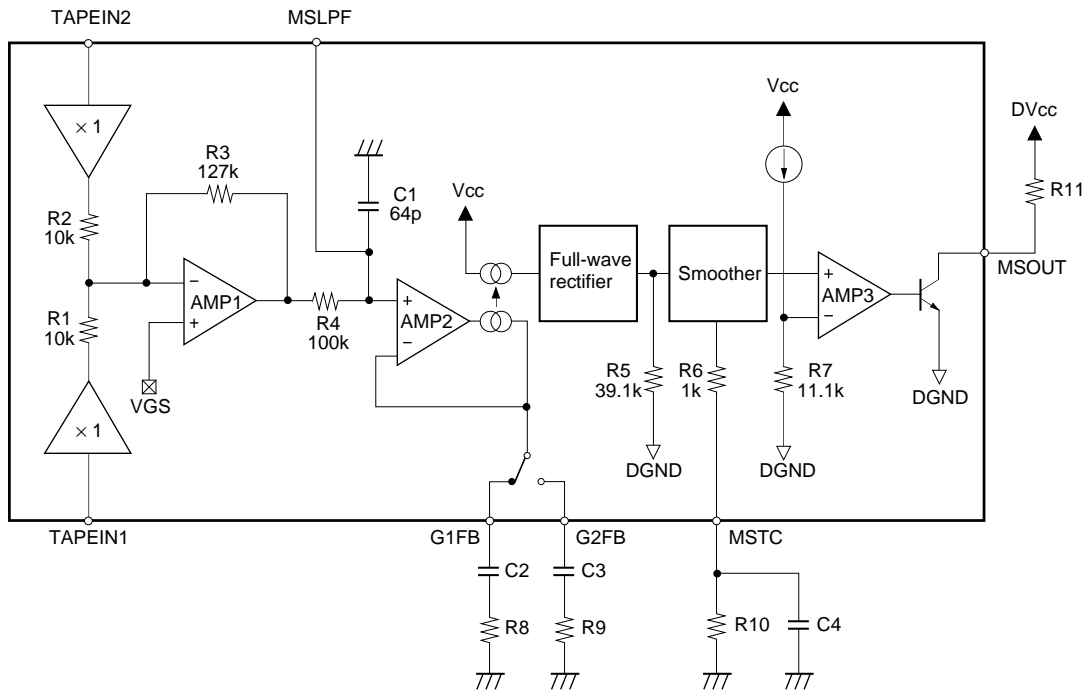 TAPEIN2
MSLPF
× 1
Vcc
DVcc
R3
127k
R11
C1
64p
Vcc
R2
10k
Full-wave
rectifier
Smoother
MSOUT
−
+
AMP1
+
−
AMP2
+
−
AMP3
R1
10k
R4
100k
R5
39.1k
R6
1k
R7
11.1k
VGS
DGND
× 1
DGND
DGND
TAPEIN1
G1FB
G2FB
MSTC
C2
C3
R8
R9
R10
C4